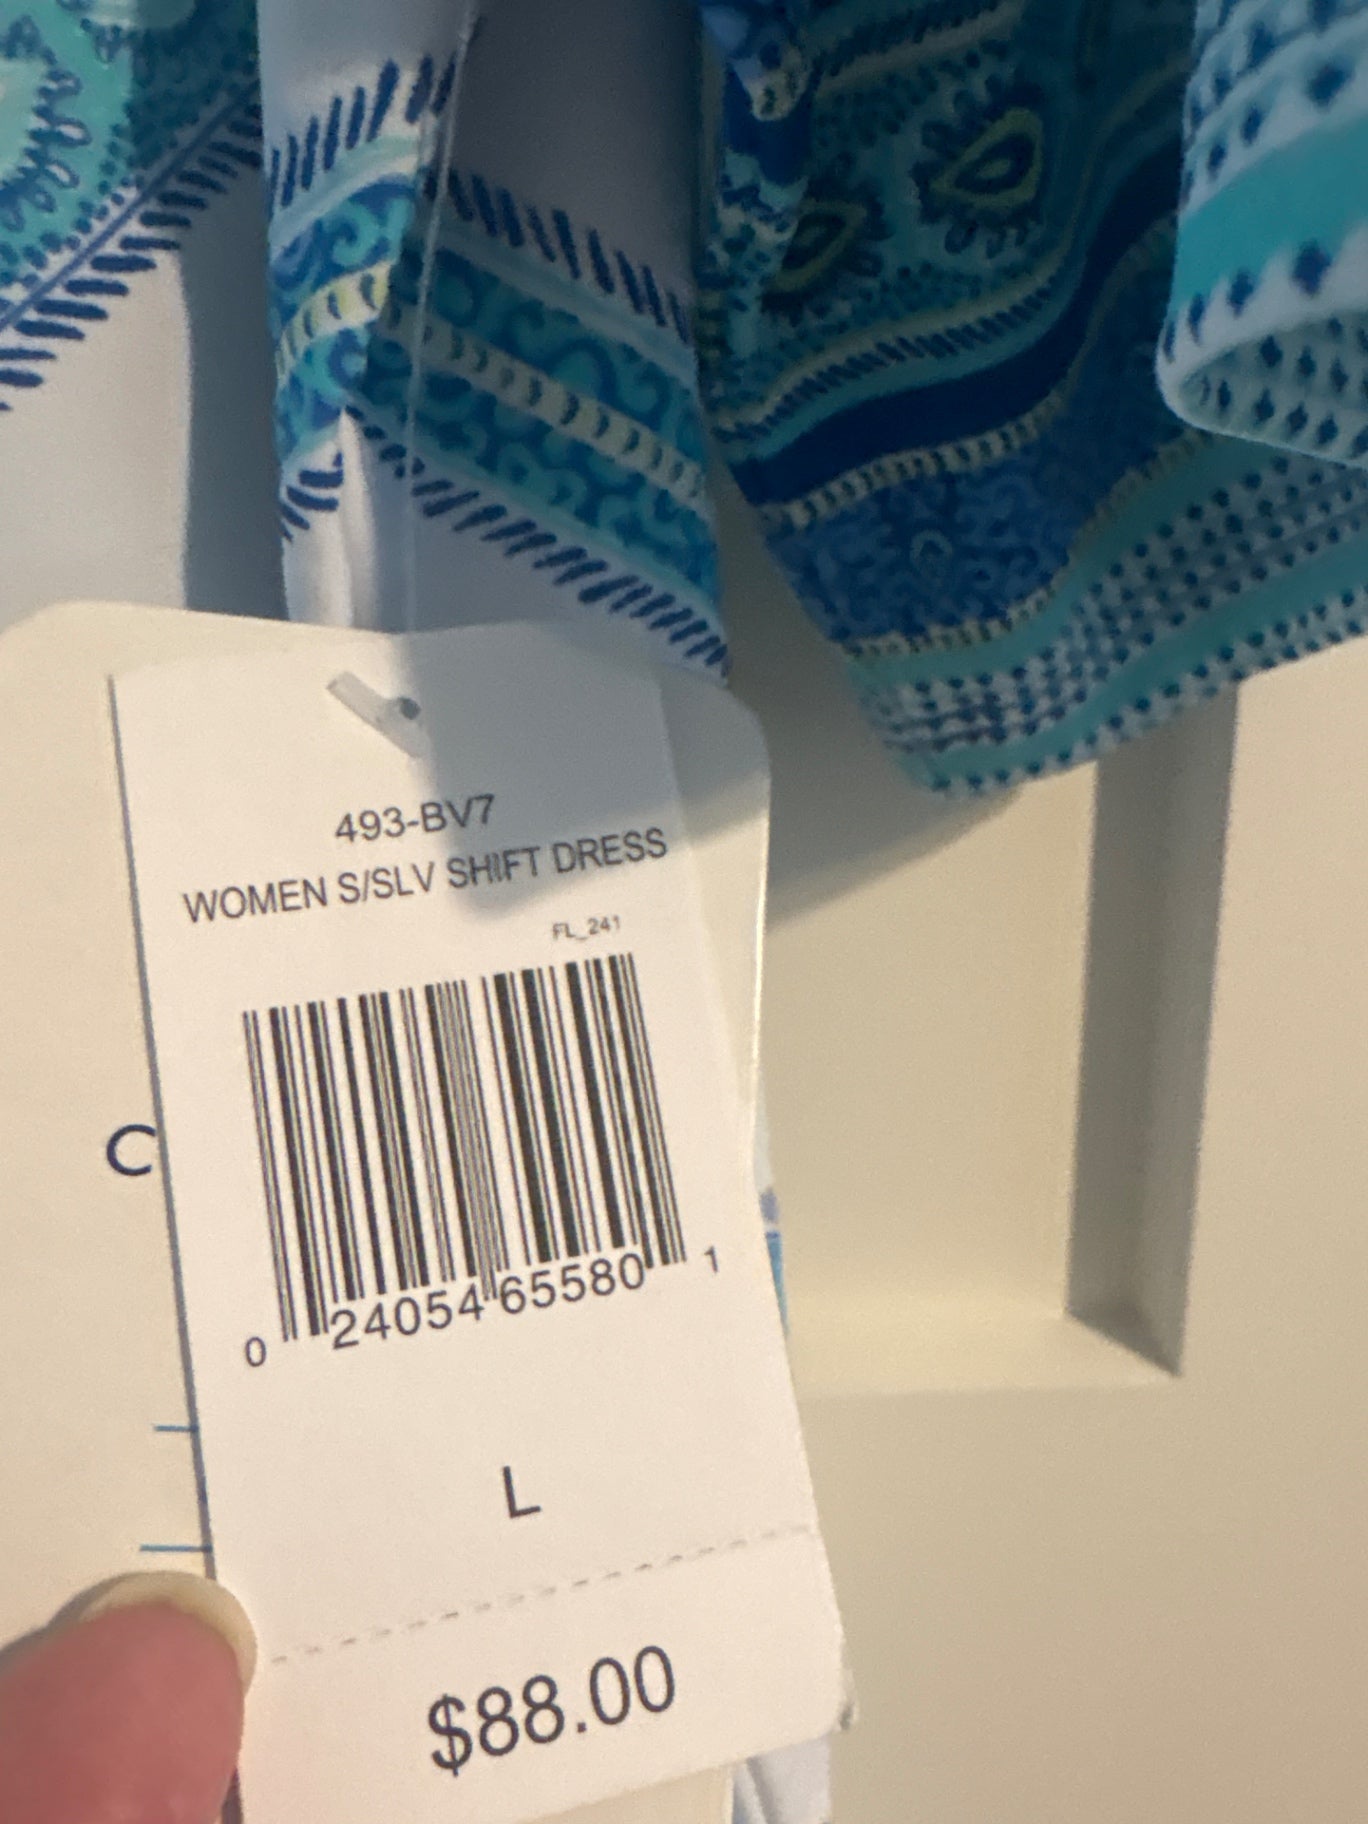 493-BV7
WOMEN S/SLV SHIFT DRESS
FL_241
C
0 24054 65580 1
L
$88.00